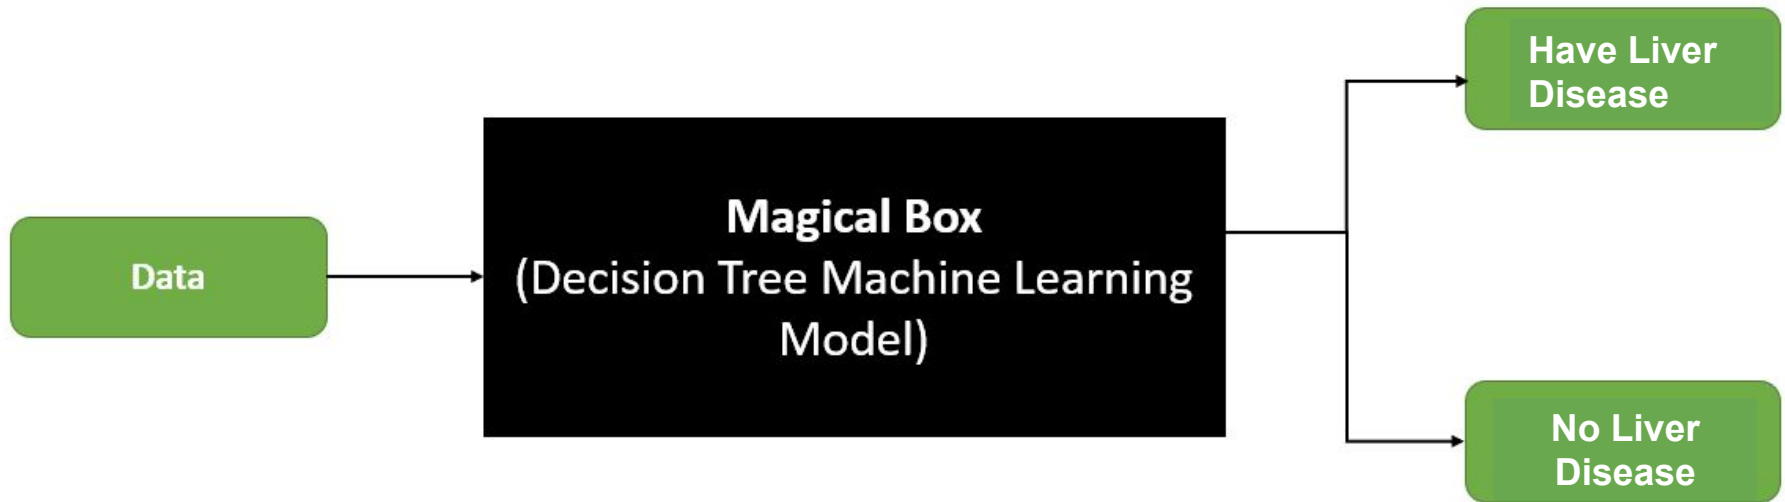 Data
Magical Box
(Decision Tree Machine Learning
Model)
Have Liver
Disease
No Liver
Disease